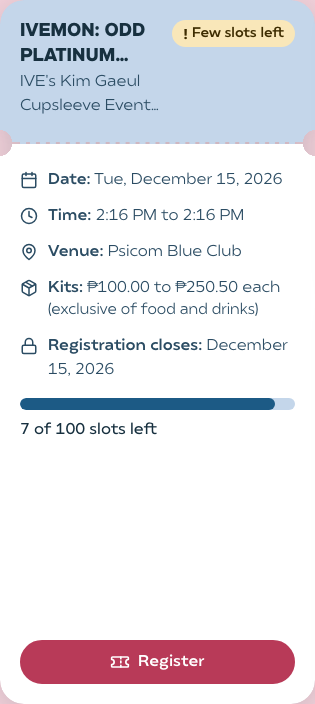 IVEMON: ODD
PLATINUM...
! Few slots left
IVE's Kim Gaeul
Cupsleeve Event...
Date: Tue, December 15, 2026
Time: 2:16 PM to 2:16 PM
Venue: Psicom Blue Club
Kits: ₱100.00 to ₱250.50 each
(exclusive of food and drinks)
Registration closes: December
15, 2026
7 of 100 slots left
Register